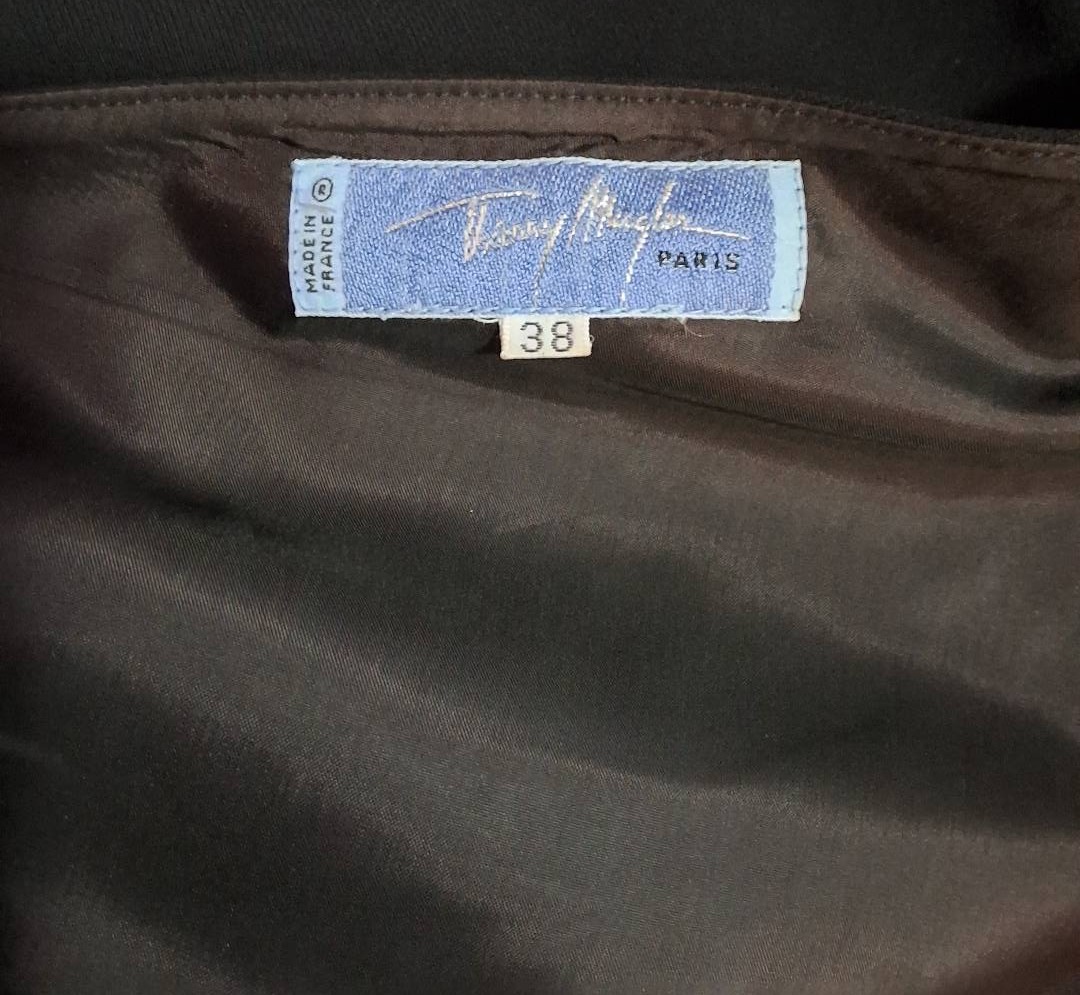 MADE IN
FRANCE ®
Thierry Mugler
PARIS
38